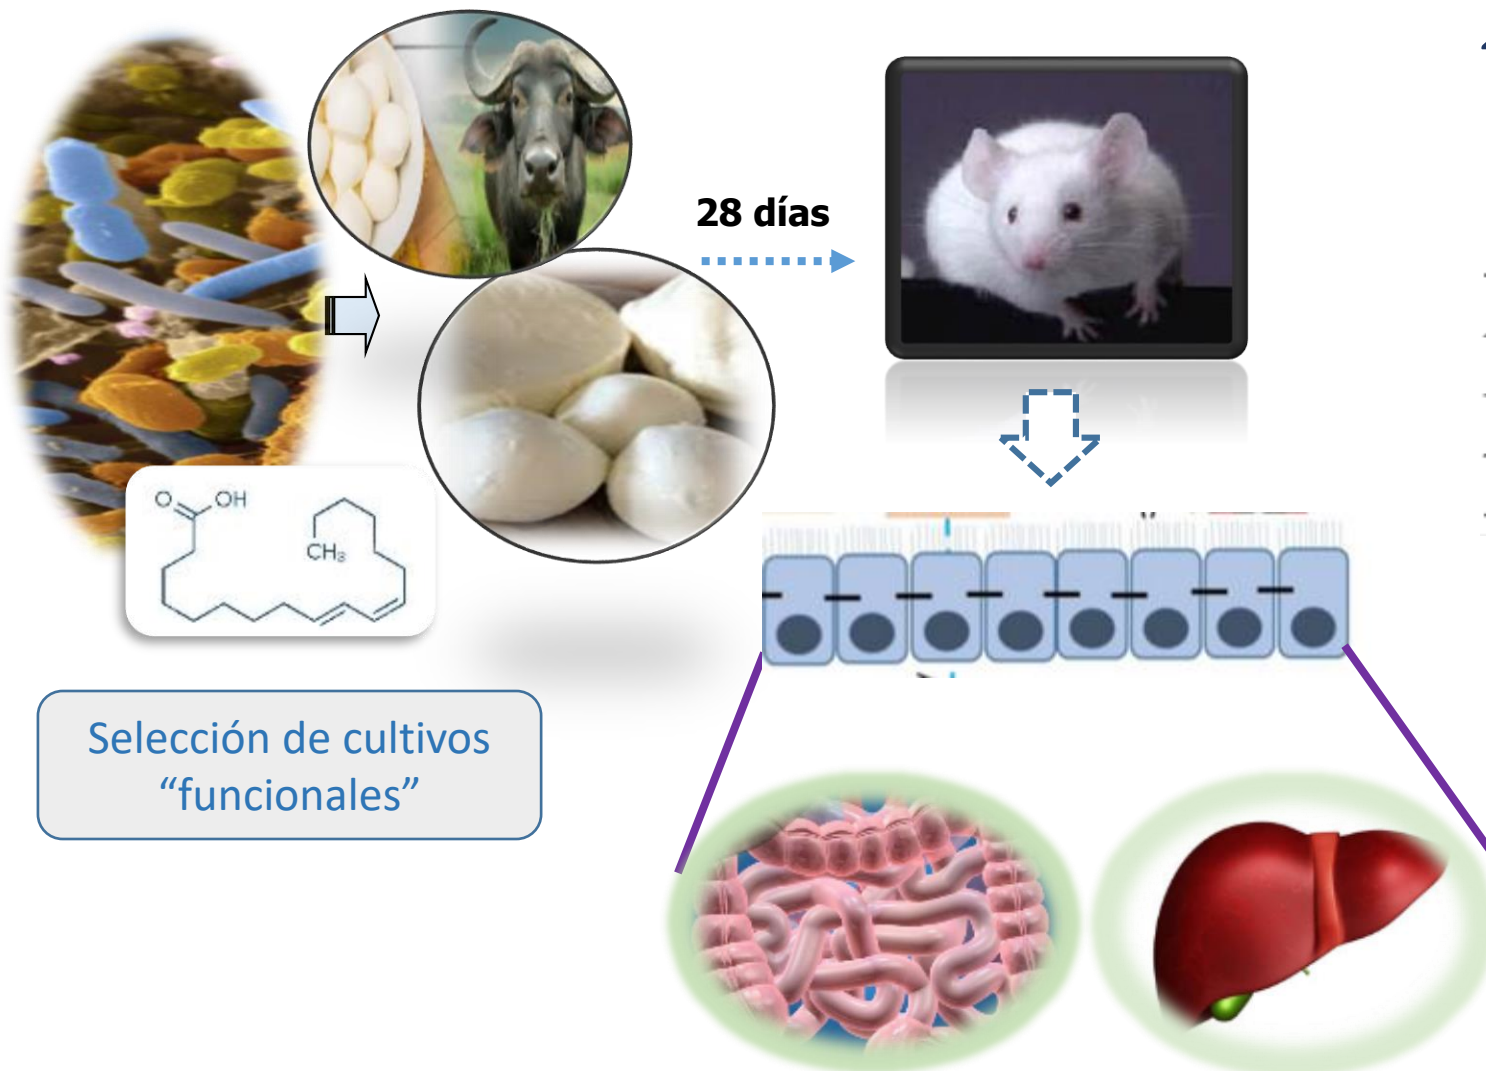 28 días
O
OH
CH₃
Selección de cultivos
“funcionales”